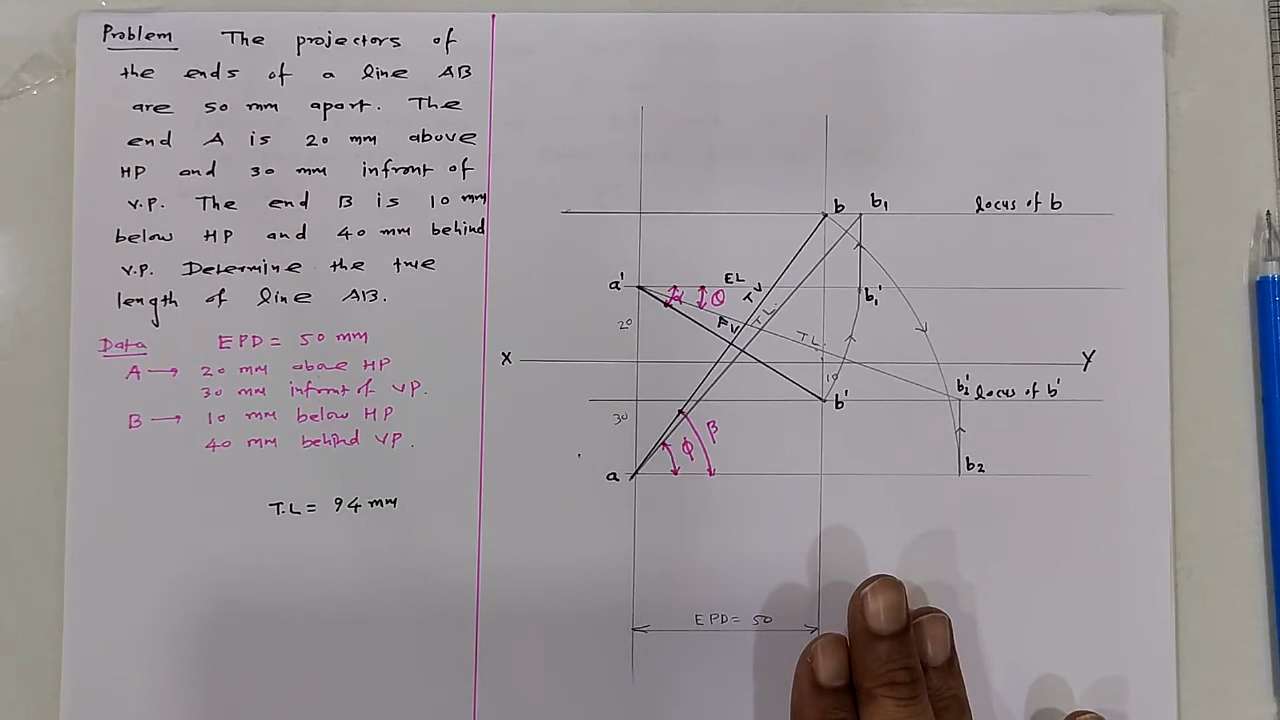 Problem The projectors of
the ends of a line AB
are 50 mm apart. The
end A is 20 mm above
HP and 30 mm infront of
V.P. The end B is 10 mm
below HP and 40 mm behind
V.P. Determine the true
length of line AB.
Data EPD = 50 mm
A → 20 mm above HP
30 mm infront of VP.
B → 10 mm below HP
40 mm behind VP.
T.L = 94 mm
b b₁ locus of b
a' EL
α θ TV
b₁'
20 FV TL TL
X Y
10
b' b₂' locus of b'
30
φ β
a b₂
EPD = 50